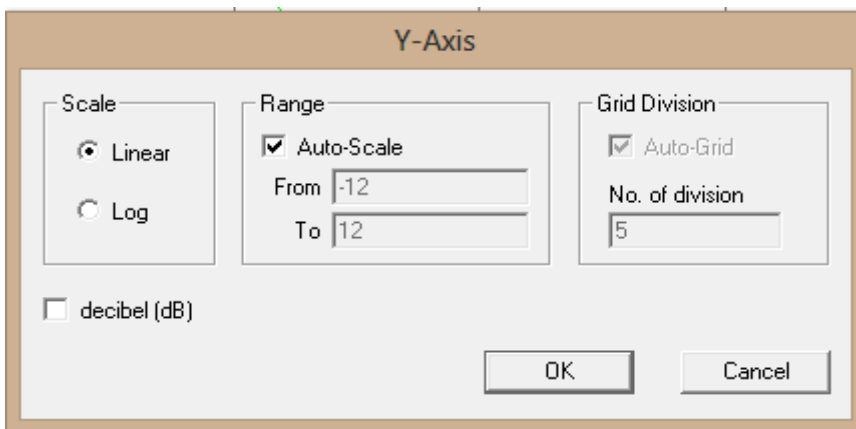 Y-Axis
Scale
Linear
Log
Range
Auto-Scale
From -12
To 12
Grid Division
Auto-Grid
No. of division
5
decibel (dB)
OK
Cancel